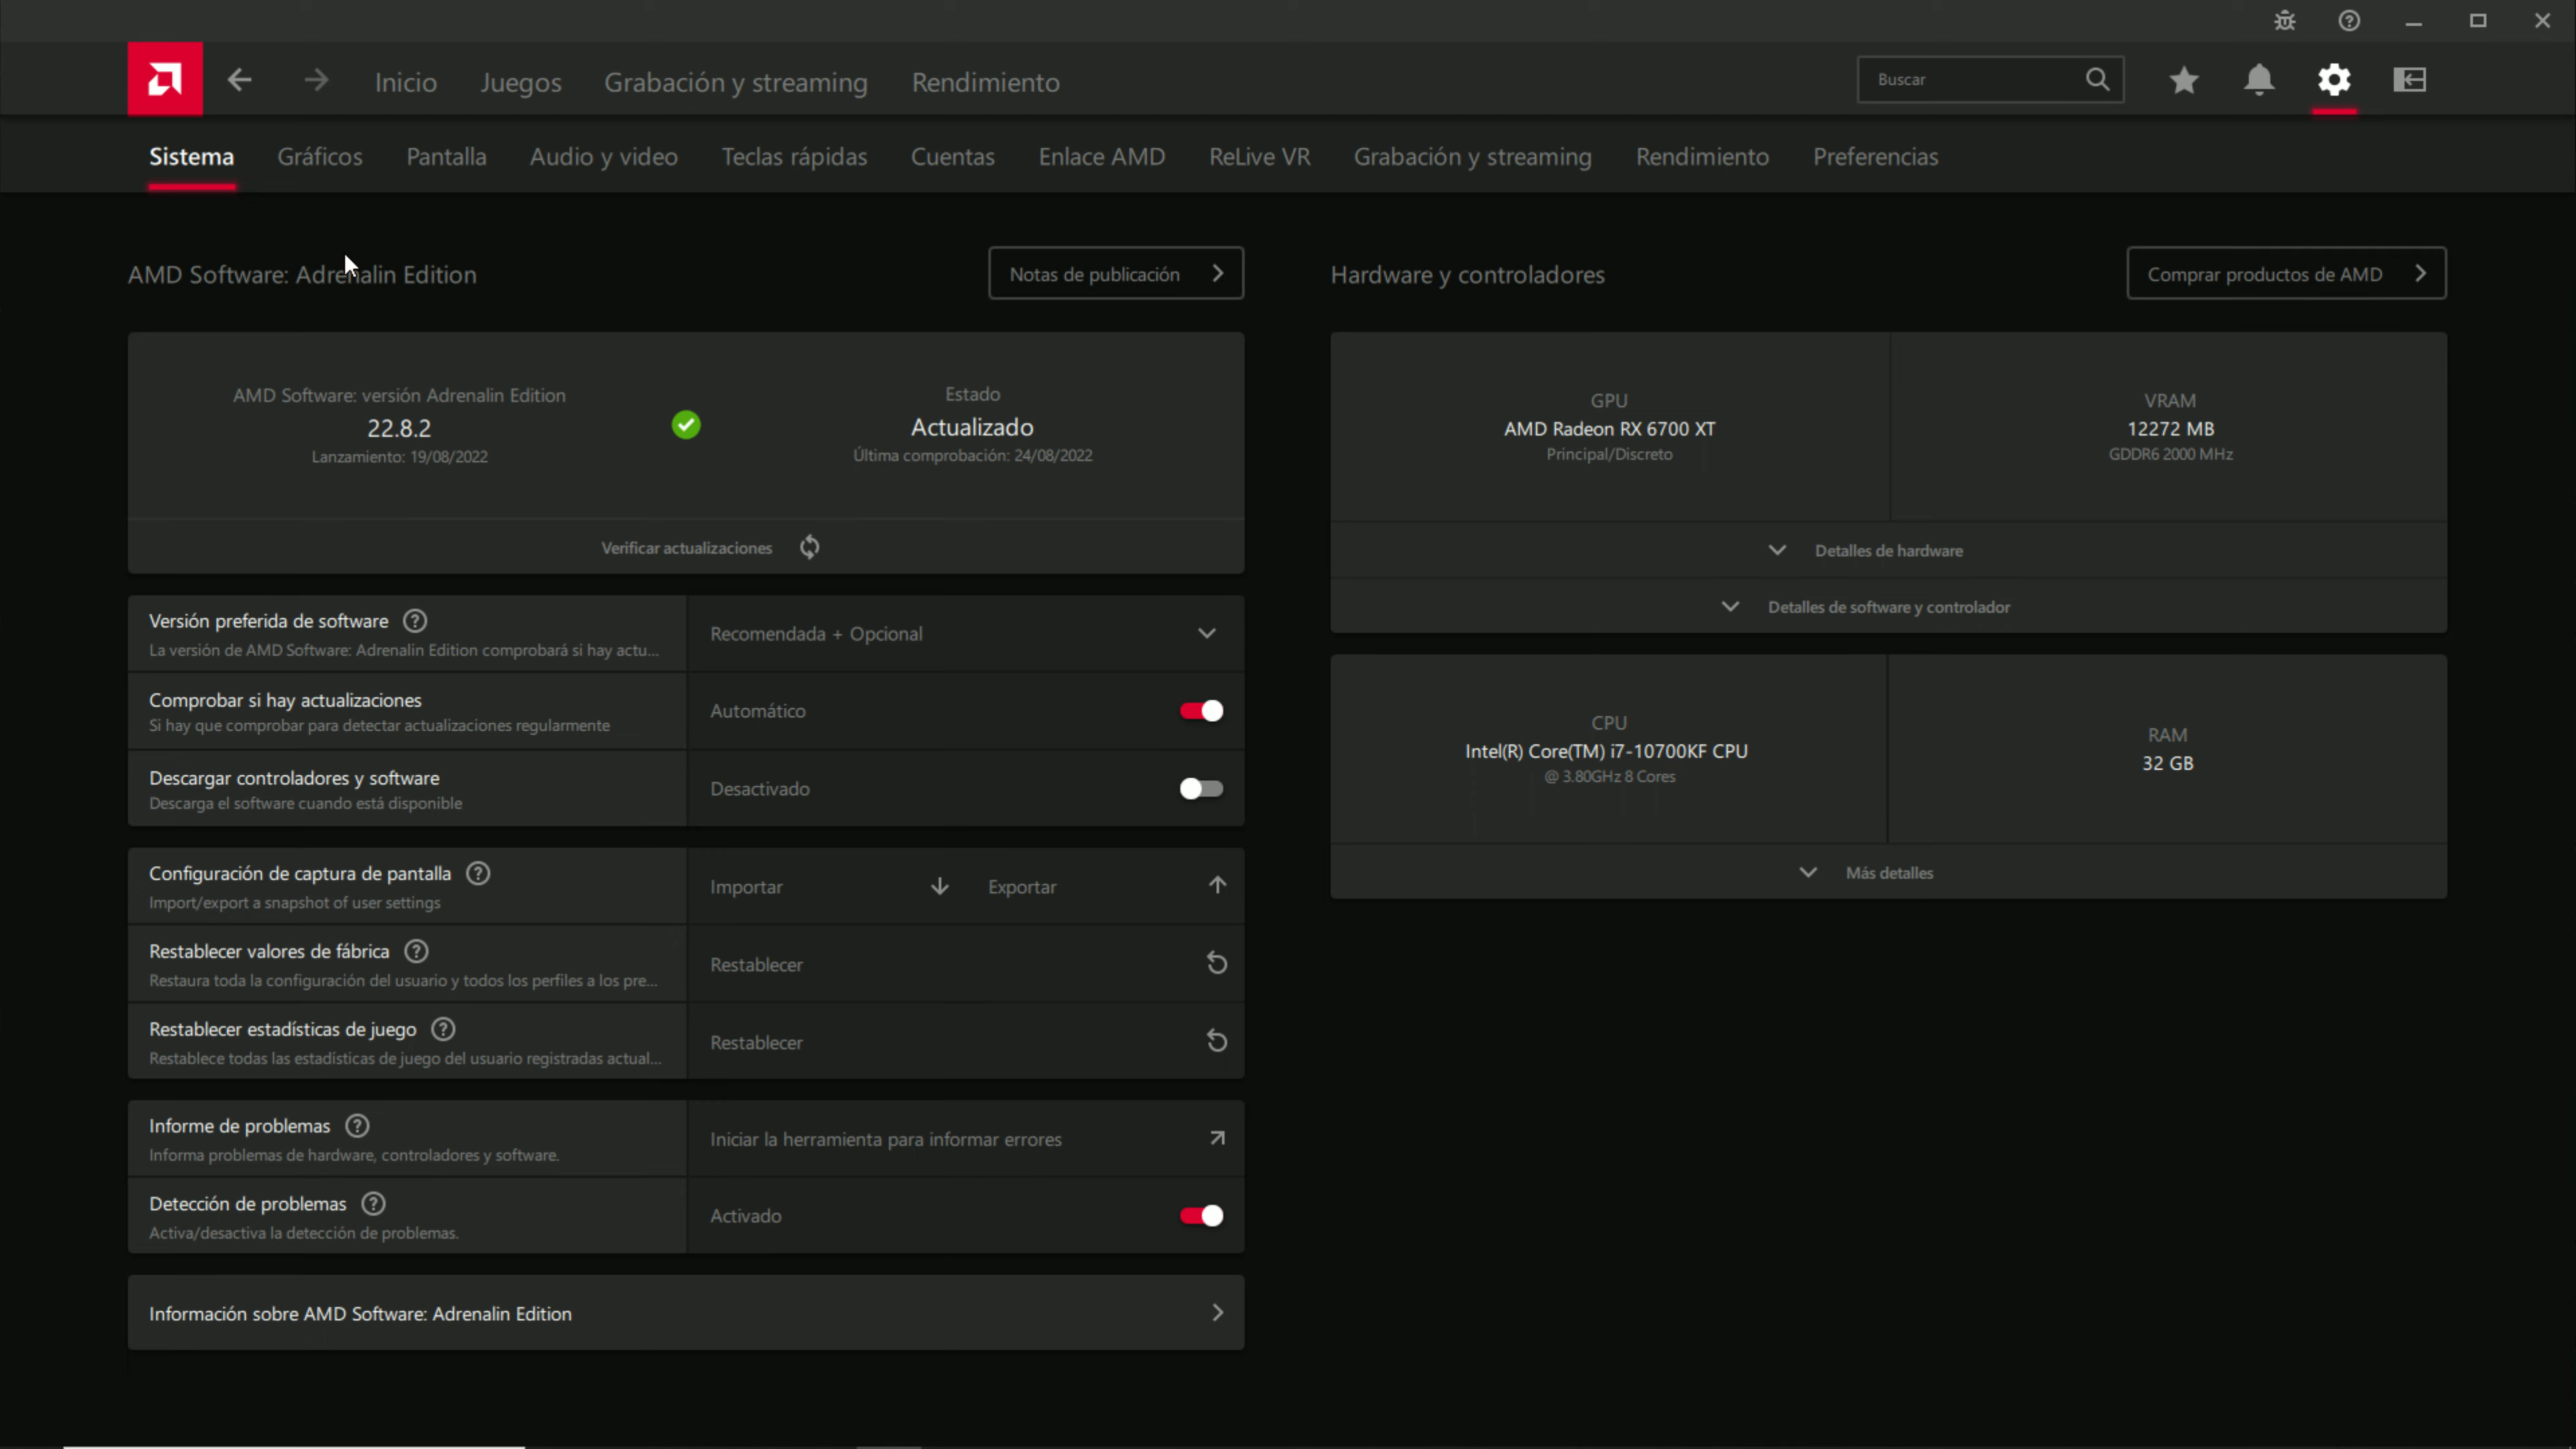 Inicio
Juegos
Grabación y streaming
Rendimiento
Buscar
Sistema
Gráficos
Pantalla
Audio y video
Teclas rápidas
Cuentas
Enlace AMD
ReLive VR
Grabación y streaming
Rendimiento
Preferencias
AMD Software: Adrenalin Edition
Notas de publicación
AMD Software: versión Adrenalin Edition
22.8.2
Lanzamiento: 19/08/2022
Estado
Actualizado
Última comprobación: 24/08/2022
Verificar actualizaciones
Versión preferida de software
La versión de AMD Software: Adrenalin Edition comprobará si hay actu...
Recomendada + Opcional
Comprobar si hay actualizaciones
Si hay que comprobar para detectar actualizaciones regularmente
Automático
Descargar controladores y software
Descarga el software cuando está disponible
Desactivado
Configuración de captura de pantalla
Import/export a snapshot of user settings
Importar
Exportar
Restablecer valores de fábrica
Restaura toda la configuración del usuario y todos los perfiles a los pre...
Restablecer
Restablecer estadísticas de juego
Restablece todas las estadísticas de juego del usuario registradas actual...
Restablecer
Informe de problemas
Informa problemas de hardware, controladores y software.
Iniciar la herramienta para informar errores
Detección de problemas
Activa/desactiva la detección de problemas.
Activado
Información sobre AMD Software: Adrenalin Edition
Hardware y controladores
Comprar productos de AMD
GPU
AMD Radeon RX 6700 XT
Principal/Discreto
VRAM
12272 MB
GDDR6 2000 MHz
Detalles de hardware
Detalles de software y controlador
CPU
Intel(R) Core(TM) i7-10700KF CPU
@ 3.80GHz 8 Cores
RAM
32 GB
Más detalles